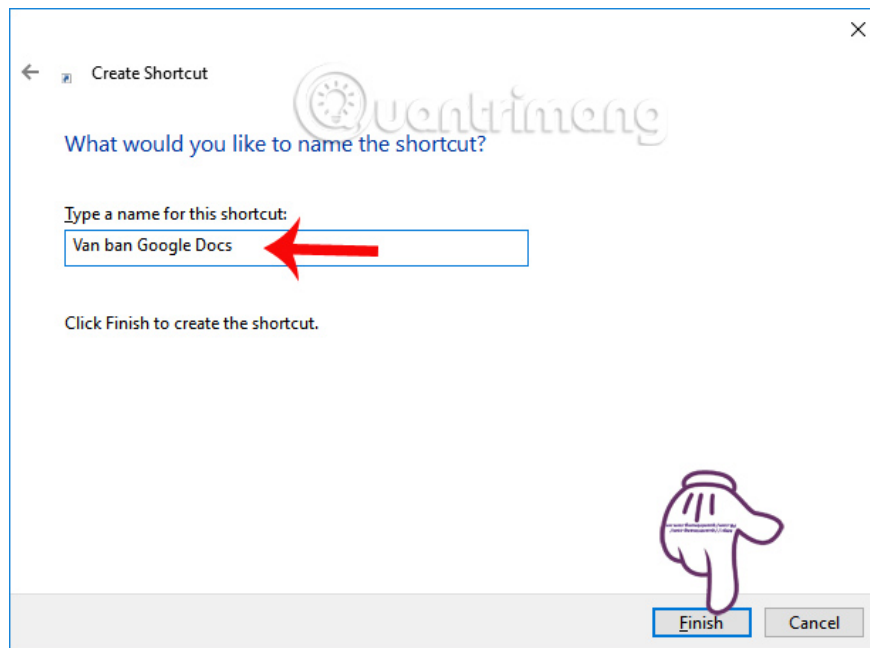 Create Shortcut
Quantrimang
What would you like to name the shortcut?
Type a name for this shortcut:
Van ban Google Docs
Click Finish to create the shortcut.
Finish
Cancel